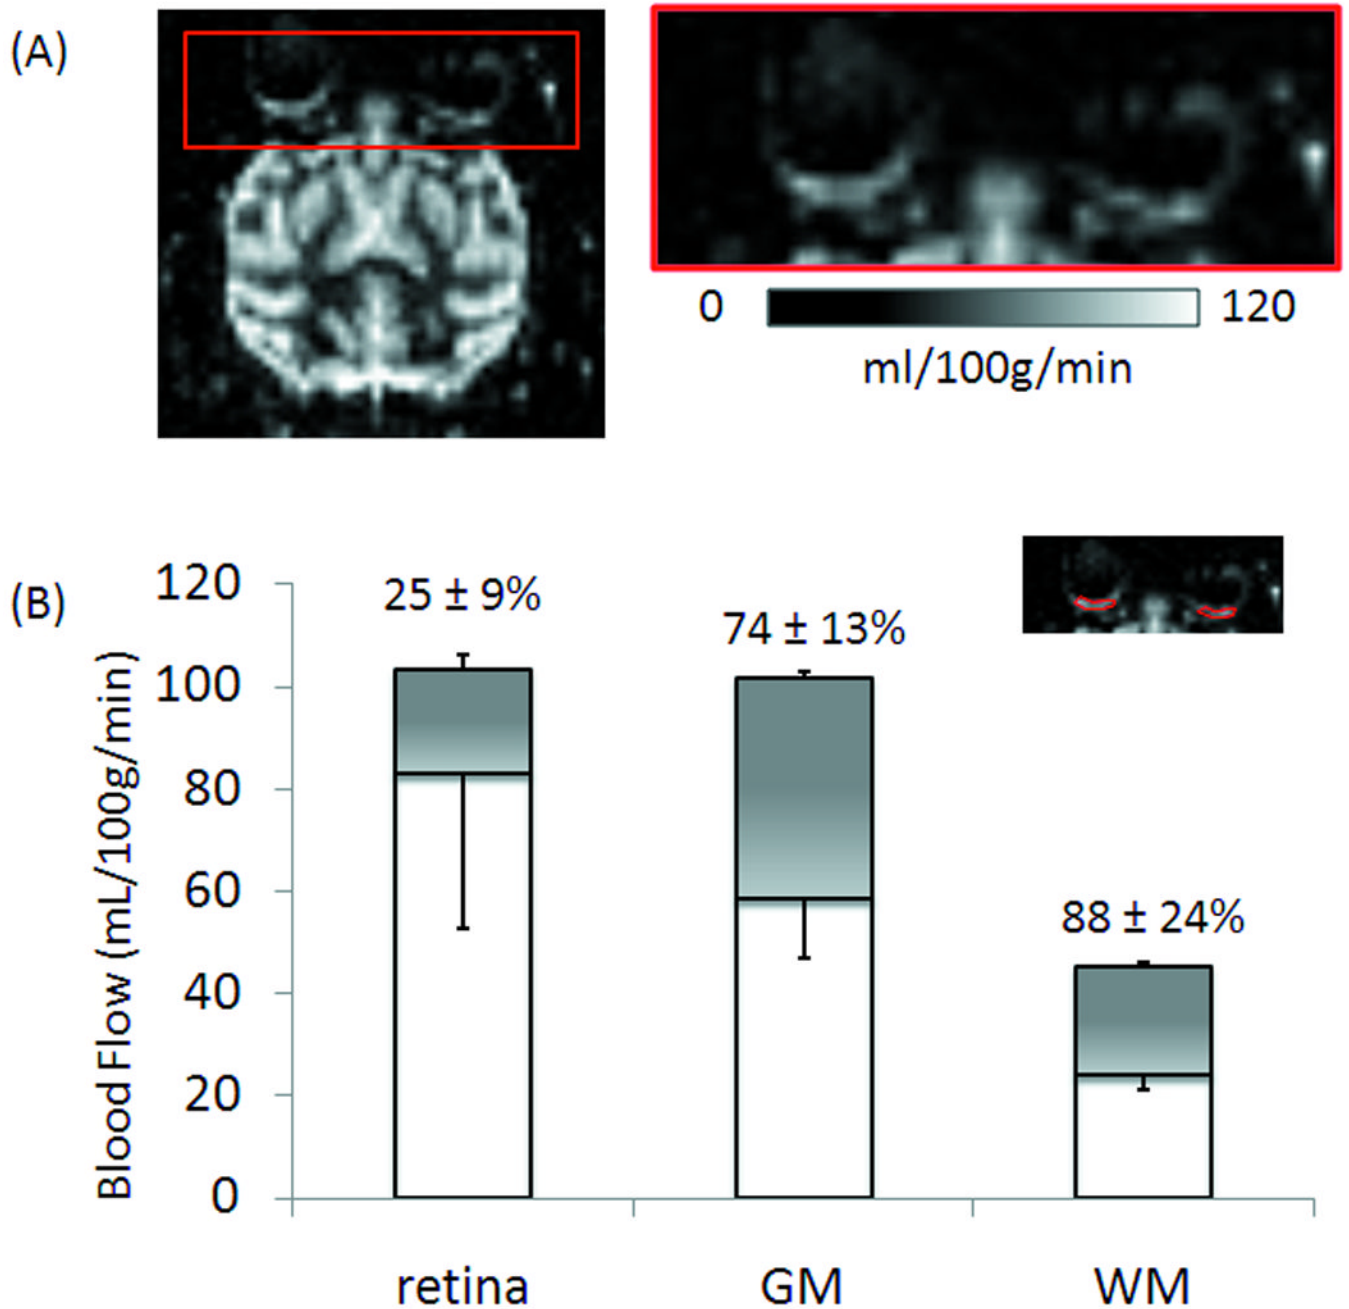 (A)
0
120
ml/100g/min
(B)
Blood Flow (mL/100g/min)
120
100
80
60
40
20
0
25 ± 9%
74 ± 13%
88 ± 24%
retina
GM
WM